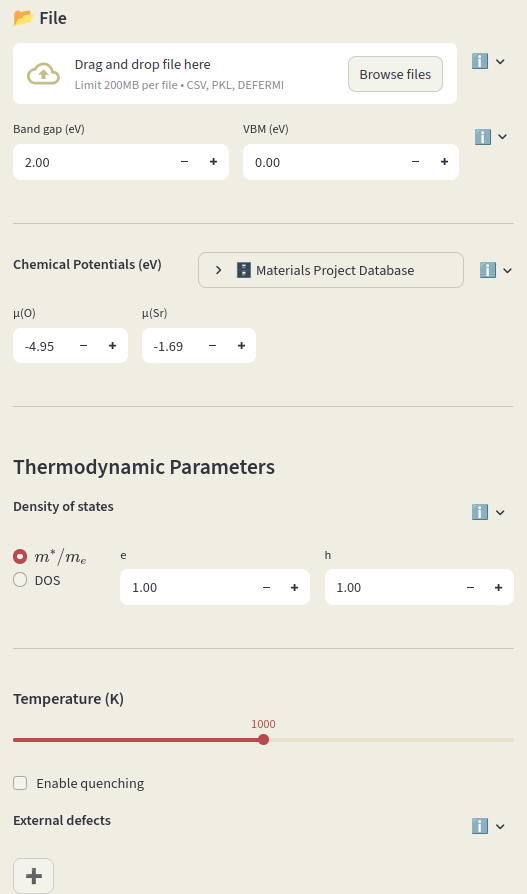 📂 File
Drag and drop file here
Limit 200MB per file • CSV, PKL, DEFERMI
Browse files
Band gap (eV)
VBM (eV)
2.00 − +
0.00 − +
Chemical Potentials (eV)
🗄️ Materials Project Database
μ(O)
μ(Sr)
-4.95 − +
-1.69 − +
Thermodynamic Parameters
Density of states
m*/mₑ
DOS
e
h
1.00 − +
1.00 − +
Temperature (K)
1000
Enable quenching
External defects
➕